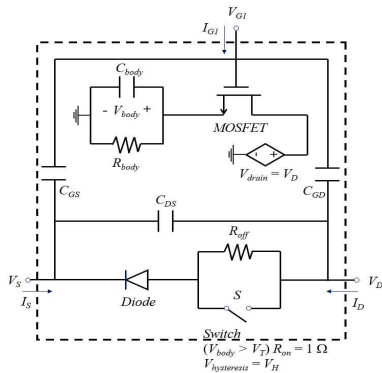 V_G1
I_G1
C_body
- V_body +
R_body
MOSFET
- +
V_drain = V_D
C_GS
C_GD
C_DS
R_off
V_S
V_D
S
I_S
Diode
I_D
Switch
(V_body > V_T) R_on = 1 Ω
V_hysteresis = V_H